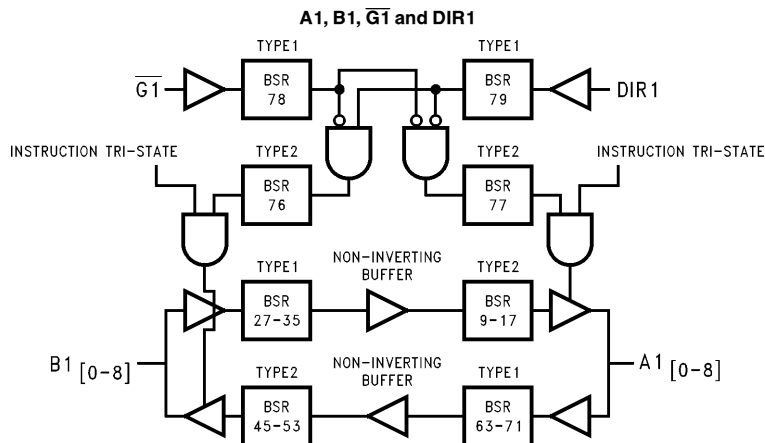 A1, B1, G1 and DIR1
TYPE1 TYPE1
G1 BSR 78 BSR 79 DIR1
INSTRUCTION TRI-STATE TYPE2 TYPE2 INSTRUCTION TRI-STATE
BSR 76 BSR 77
TYPE1 NON-INVERTING BUFFER TYPE2
BSR 27-35 BSR 9-17
B1 [0-8] A1 [0-8]
TYPE2 NON-INVERTING BUFFER TYPE1
BSR 45-53 BSR 63-71